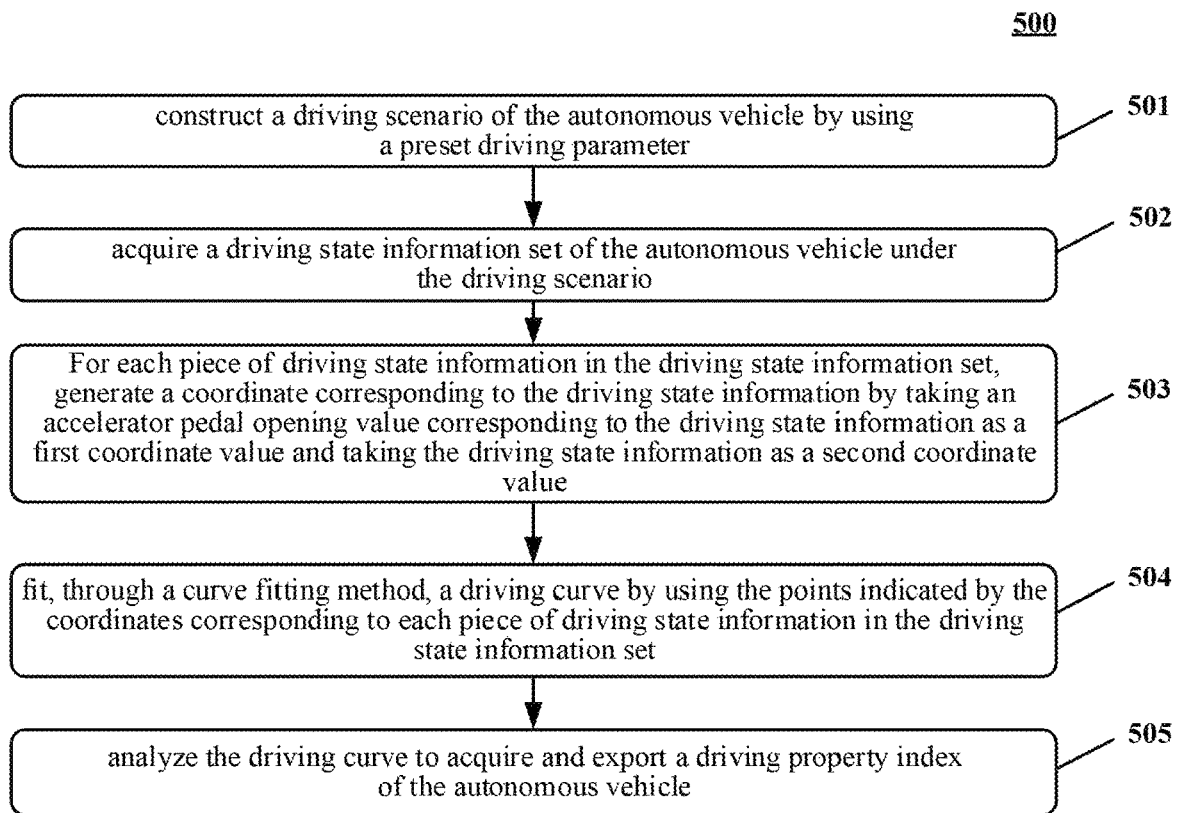 500
construct a driving scenario of the autonomous vehicle by using
a preset driving parameter
501
acquire a driving state information set of the autonomous vehicle under
the driving scenario
502
For each piece of driving state information in the driving state information set,
generate a coordinate corresponding to the driving state information by taking an
accelerator pedal opening value corresponding to the driving state information as a
first coordinate value and taking the driving state information as a second coordinate
value
503
fit, through a curve fitting method, a driving curve by using the points indicated by the
coordinates corresponding to each piece of driving state information in the driving
state information set
504
analyze the driving curve to acquire and export a driving property index
of the autonomous vehicle
505